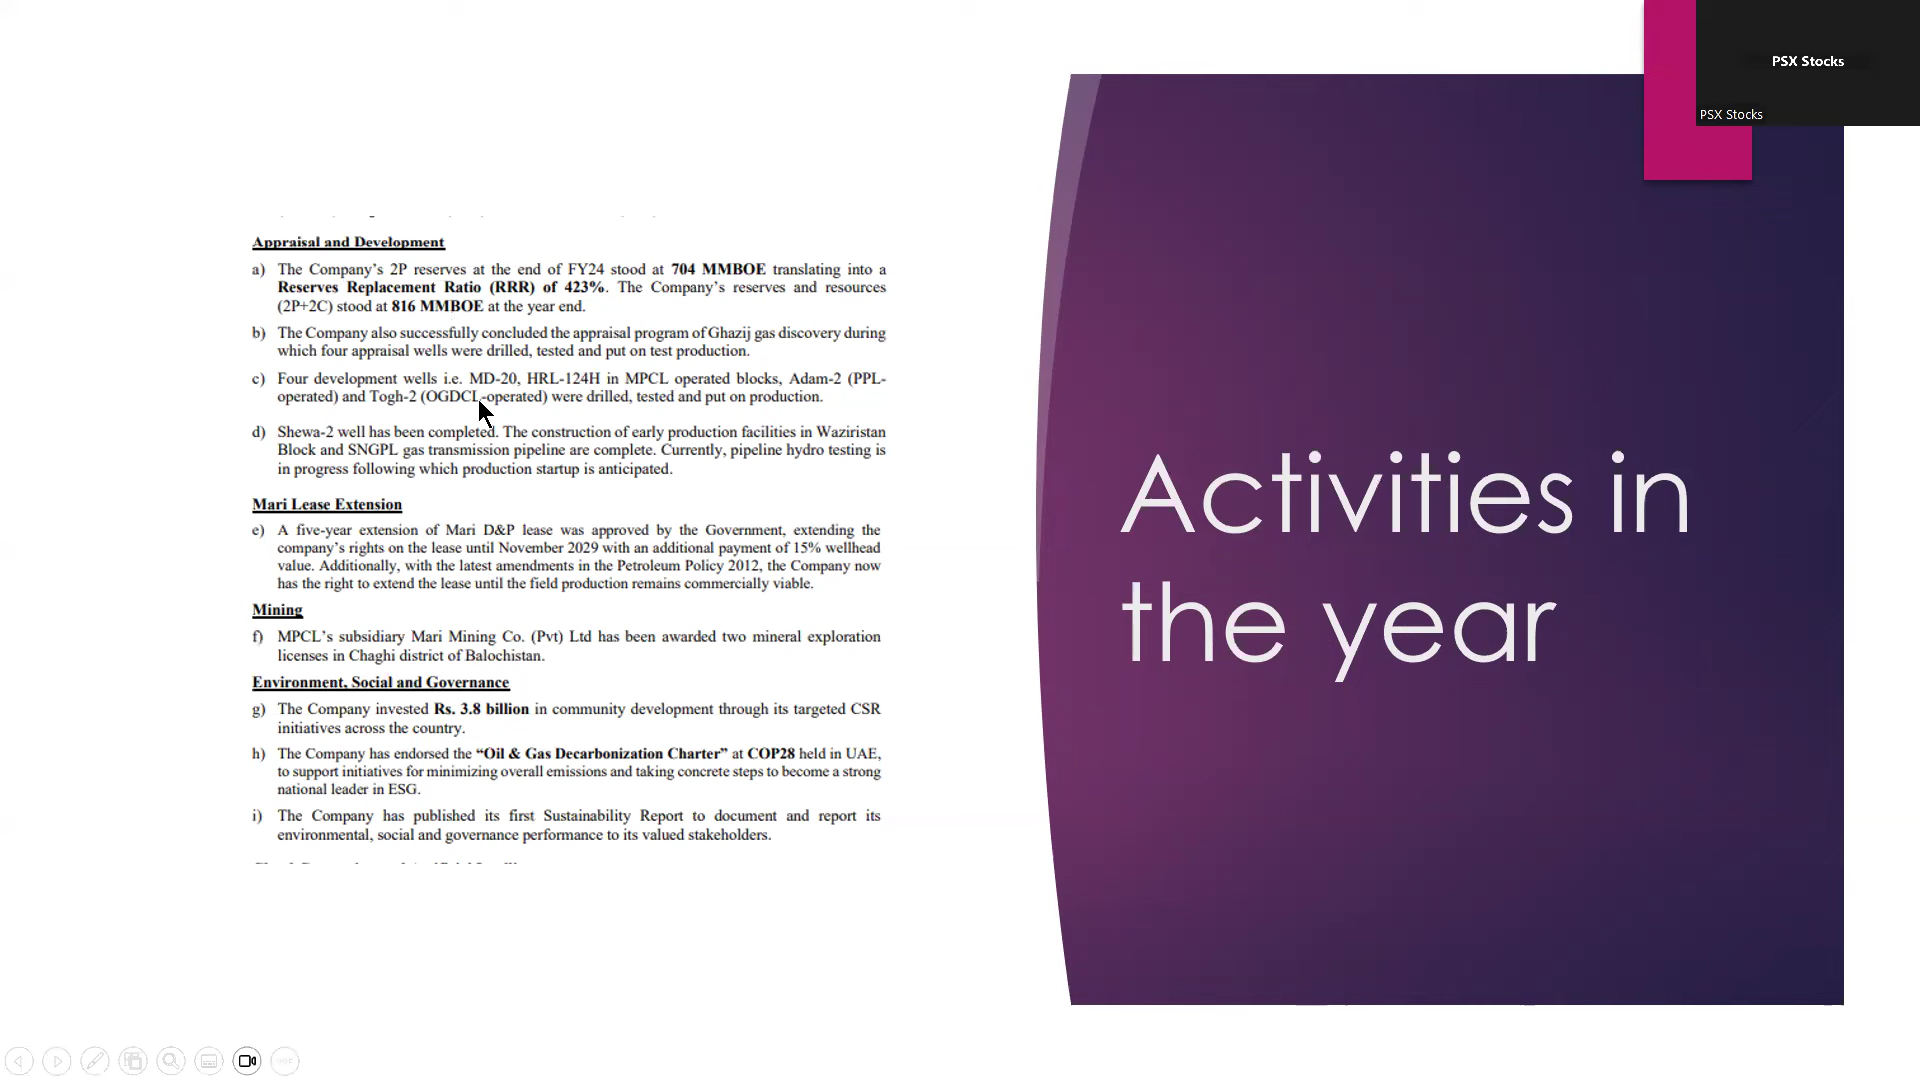 PSX Stocks
PSX Stocks
Appraisal and Development
a) The Company's 2P reserves at the end of FY24 stood at 704 MMBOE translating into a
Reserves Replacement Ratio (RRR) of 423%. The Company's reserves and resources
(2P+2C) stood at 816 MMBOE at the year end.
b) The Company also successfully concluded the appraisal program of Ghazij gas discovery during
which four appraisal wells were drilled, tested and put on test production.
c) Four development wells i.e. MD-20, HRL-124H in MPCL operated blocks, Adam-2 (PPL-
operated) and Togh-2 (OGDCL-operated) were drilled, tested and put on production.
d) Shewa-2 well has been completed. The construction of early production facilities in Waziristan
Block and SNGPL gas transmission pipeline are complete. Currently, pipeline hydro testing is
in progress following which production startup is anticipated.
Mari Lease Extension
e) A five-year extension of Mari D&P lease was approved by the Government, extending the
company's rights on the lease until November 2029 with an additional payment of 15% wellhead
value. Additionally, with the latest amendments in the Petroleum Policy 2012, the Company now
has the right to extend the lease until the field production remains commercially viable.
Mining
f) MPCL's subsidiary Mari Mining Co. (Pvt) Ltd has been awarded two mineral exploration
licenses in Chaghi district of Balochistan.
Environment, Social and Governance
g) The Company invested Rs. 3.8 billion in community development through its targeted CSR
initiatives across the country.
h) The Company has endorsed the “Oil & Gas Decarbonization Charter” at COP28 held in UAE,
to support initiatives for minimizing overall emissions and taking concrete steps to become a strong
national leader in ESG.
i) The Company has published its first Sustainability Report to document and report its
environmental, social and governance performance to its valued stakeholders.
Activities in
the year